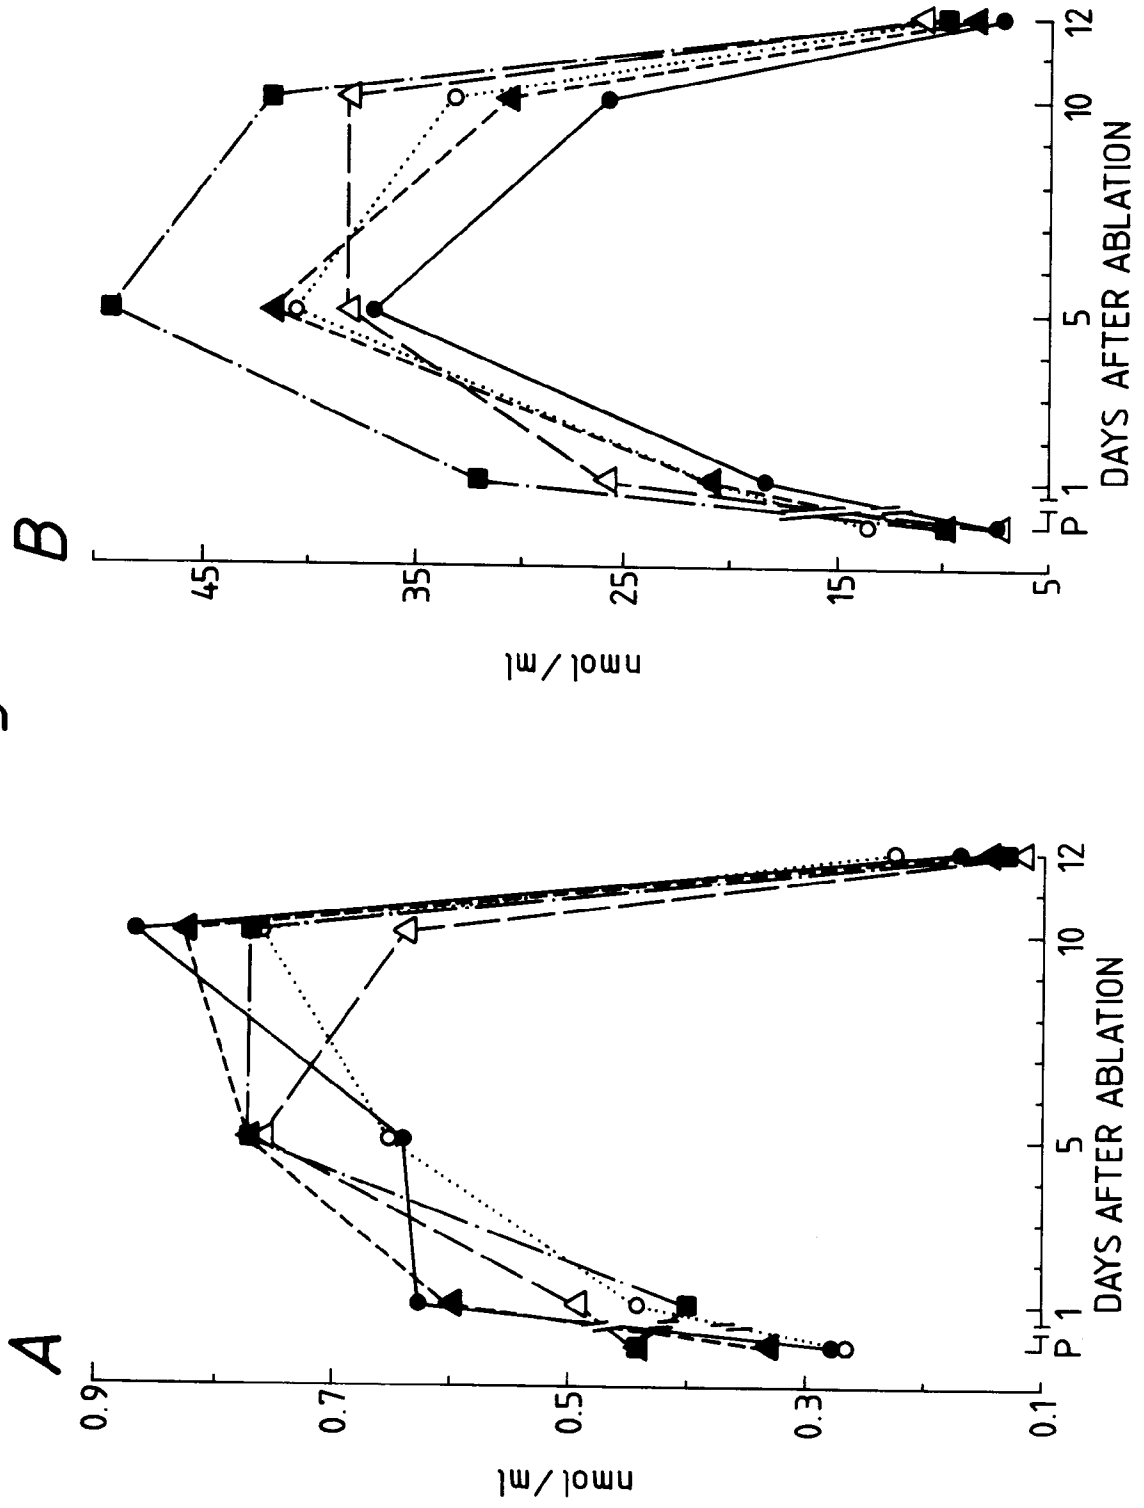 A
0.9
0.7
0.5
0.3
0.1
nmol/ml
P 1 5 10 12
DAYS AFTER ABLATION
B
45
35
25
15
5
nmol/ml
P 1 5 10 12
DAYS AFTER ABLATION